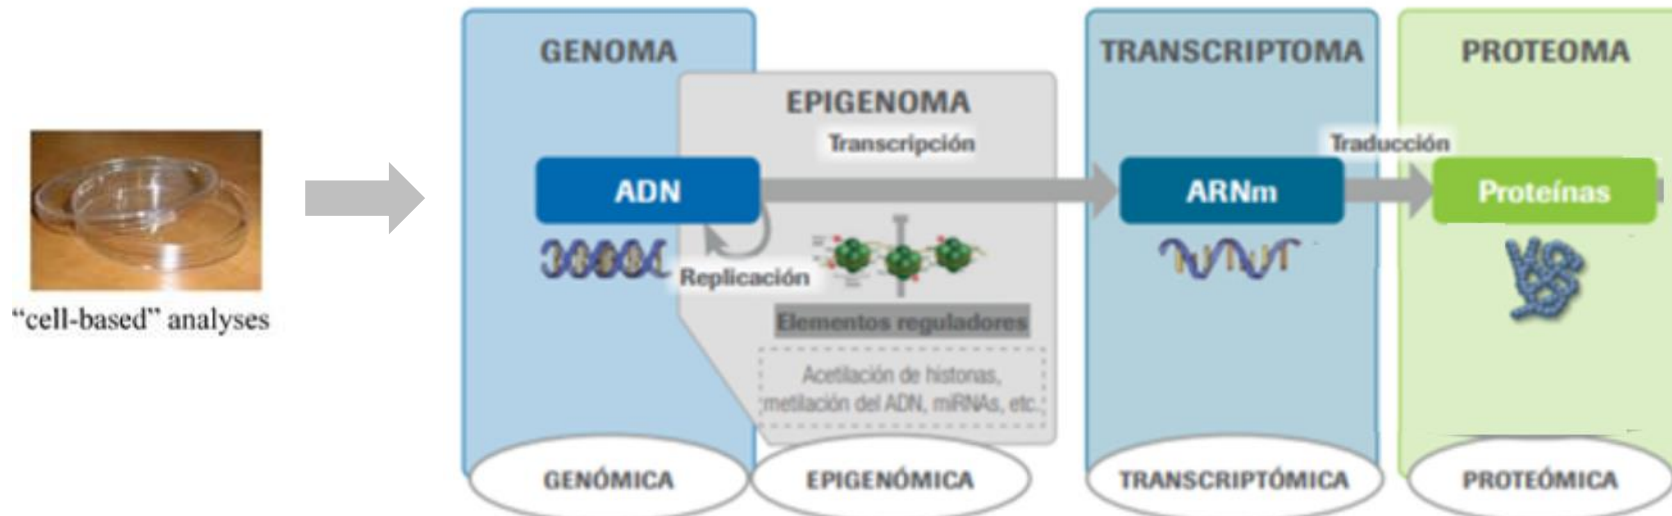 GENOMA
TRANSCRIPTOMA
PROTEOMA
EPIGENOMA
Transcripción
Traducción
ADN
ARNm
Proteínas
Replicación
"cell-based" analyses
Elementos reguladores
Acetilación de histonas,
metilación del ADN, miRNAs, etc.
GENÓMICA
EPIGENÓMICA
TRANSCRIPTÓMICA
PROTEÓMICA